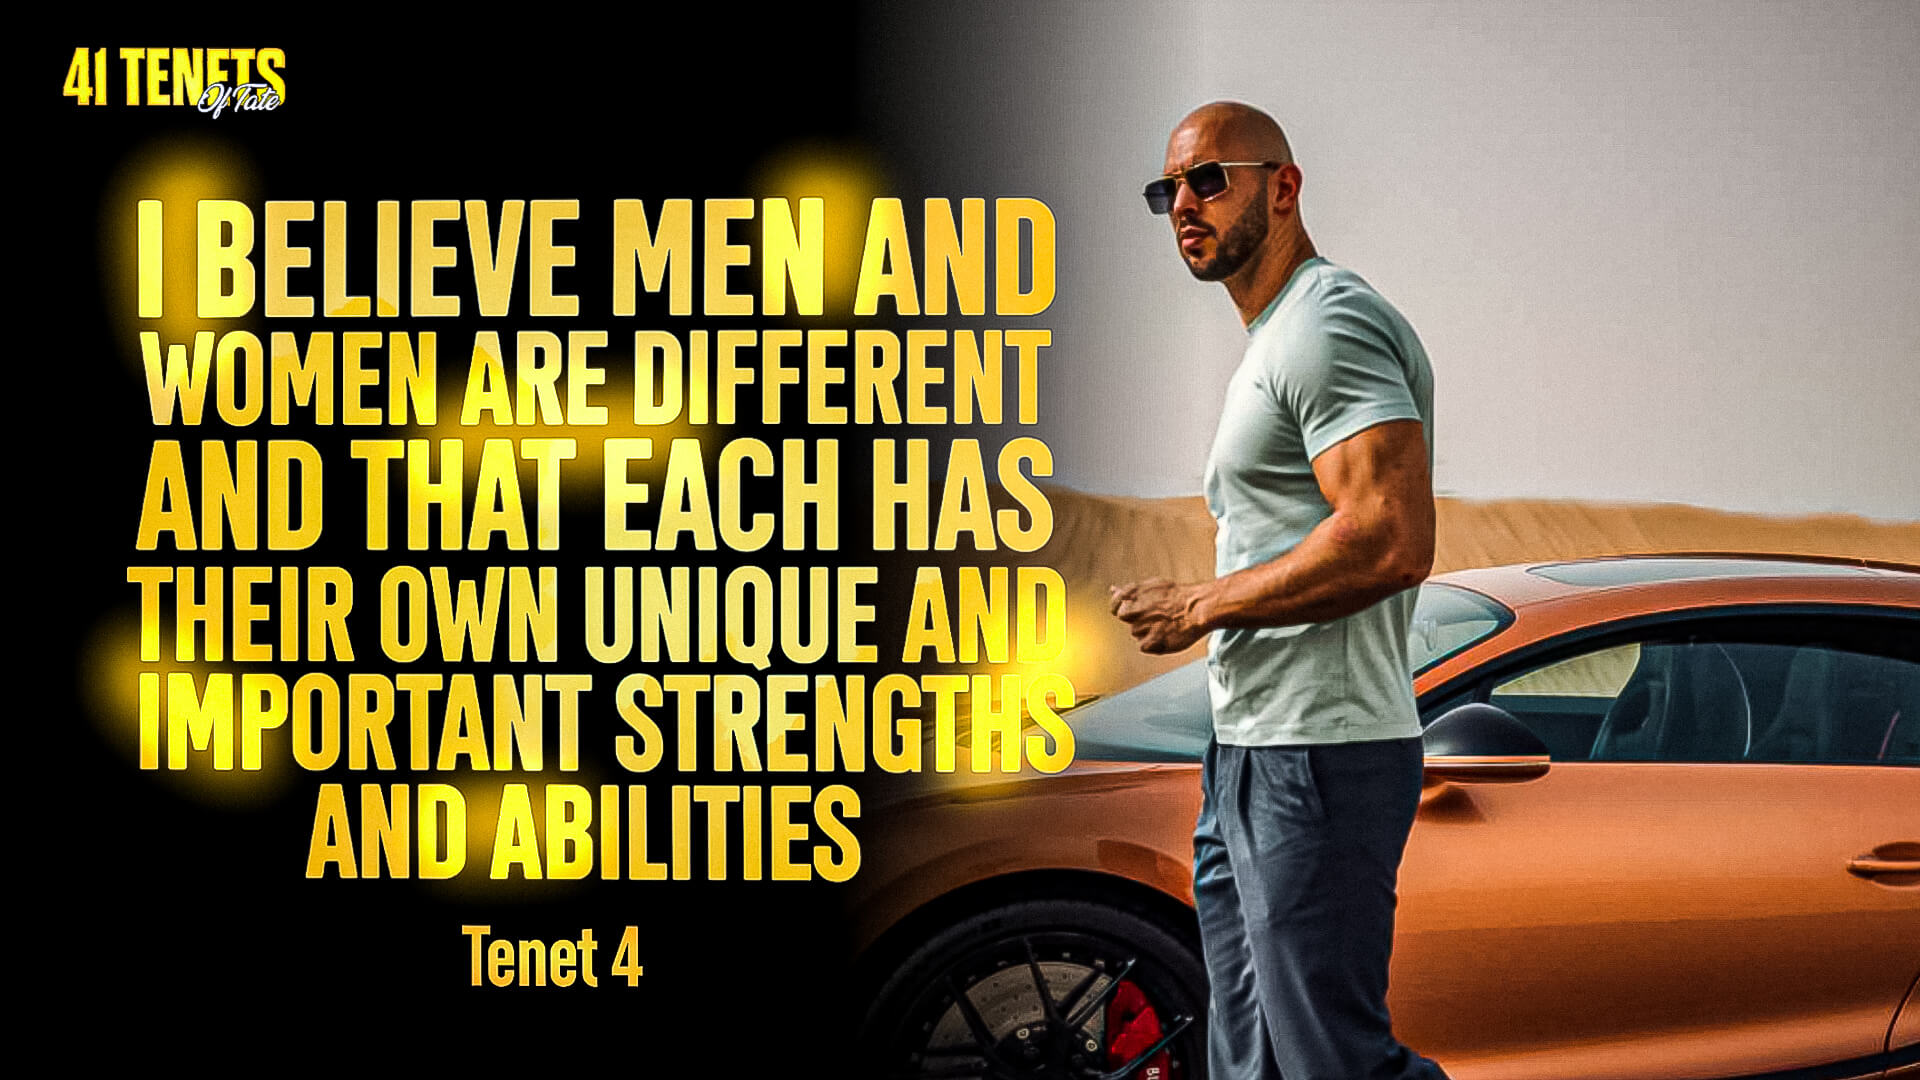 41 TENETS
Of Tate
I BELIEVE MEN AND
WOMEN ARE DIFFERENT
AND THAT EACH HAS
THEIR OWN UNIQUE AND
IMPORTANT STRENGTHS
AND ABILITIES
Tenet 4